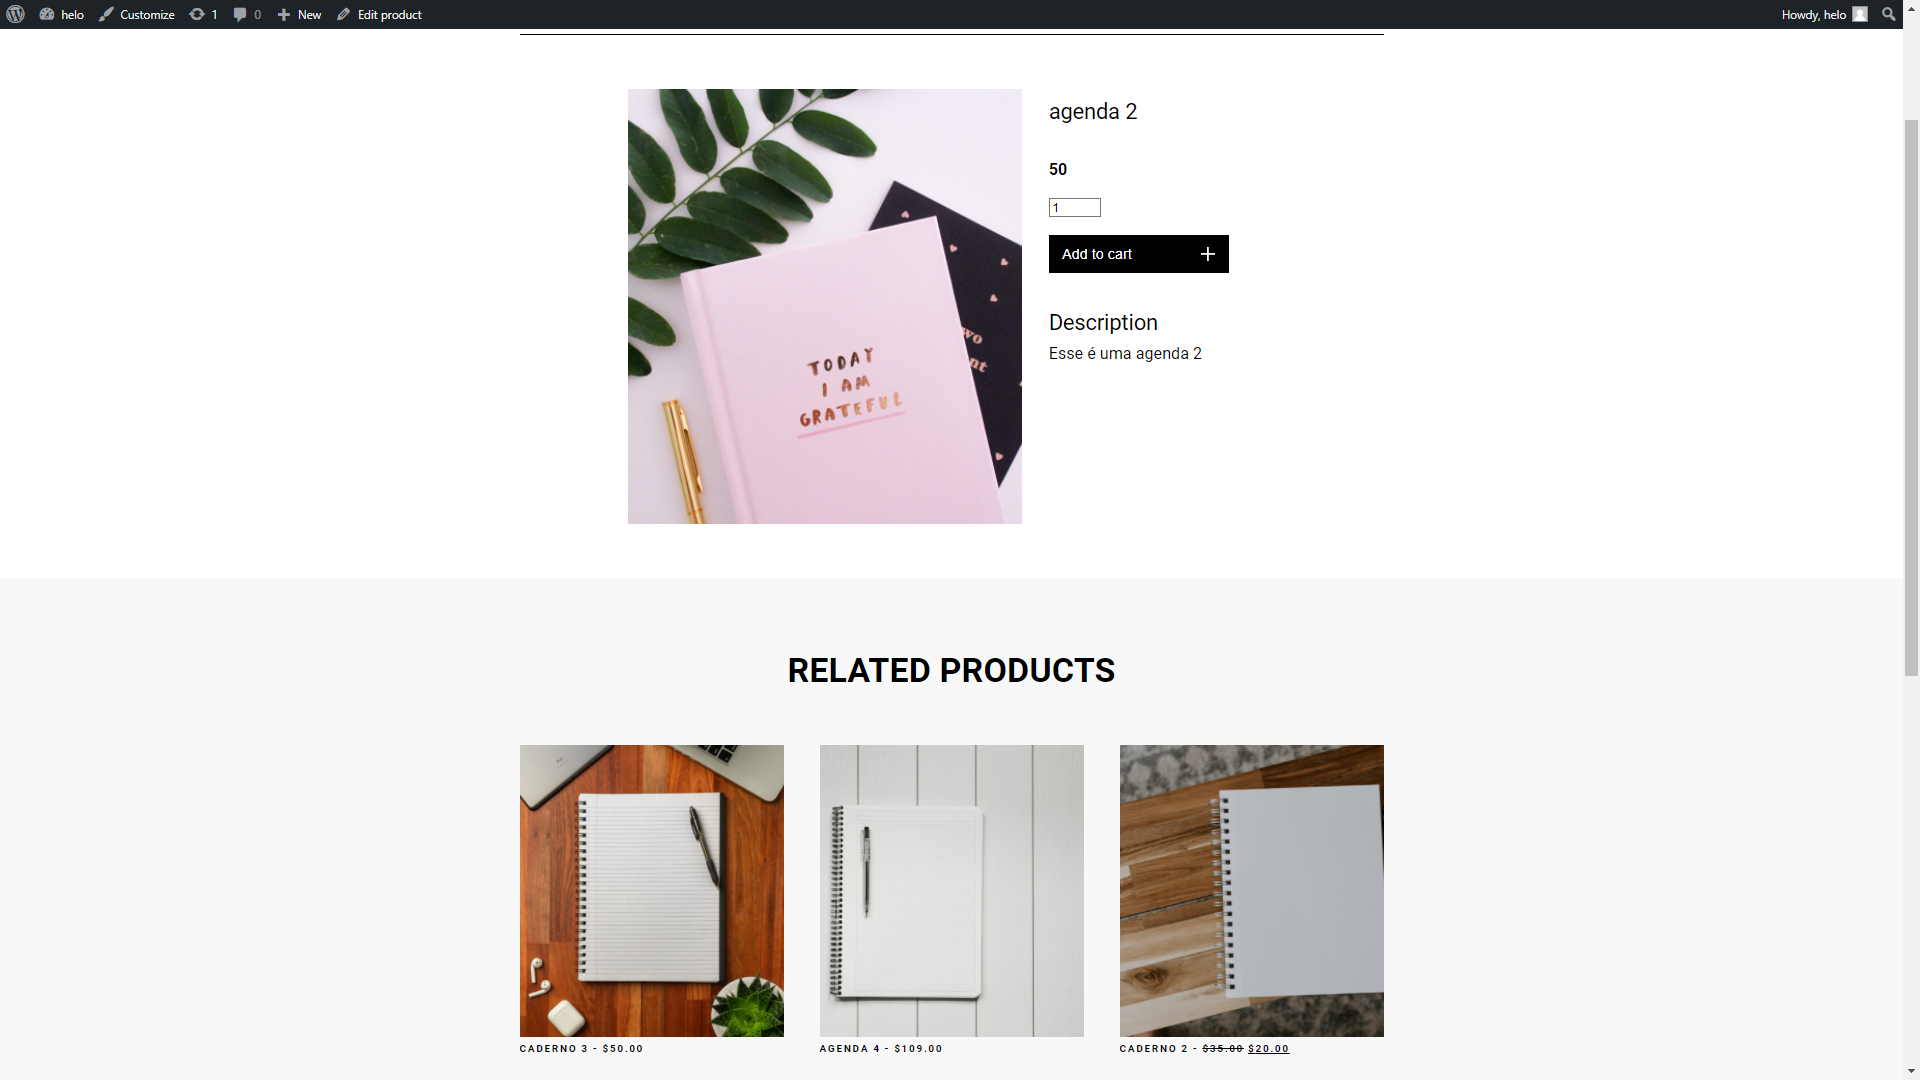 helo Customize 1 0 New Edit product Howdy, helo
agenda 2
50
1
Add to cart
Description
Esse é uma agenda 2
TODAY
I AM
GRATEFUL
RELATED PRODUCTS
CADERNO 3 - $50.00
AGENDA 4 - $109.00
CADERNO 2 - $35.00 $20.00